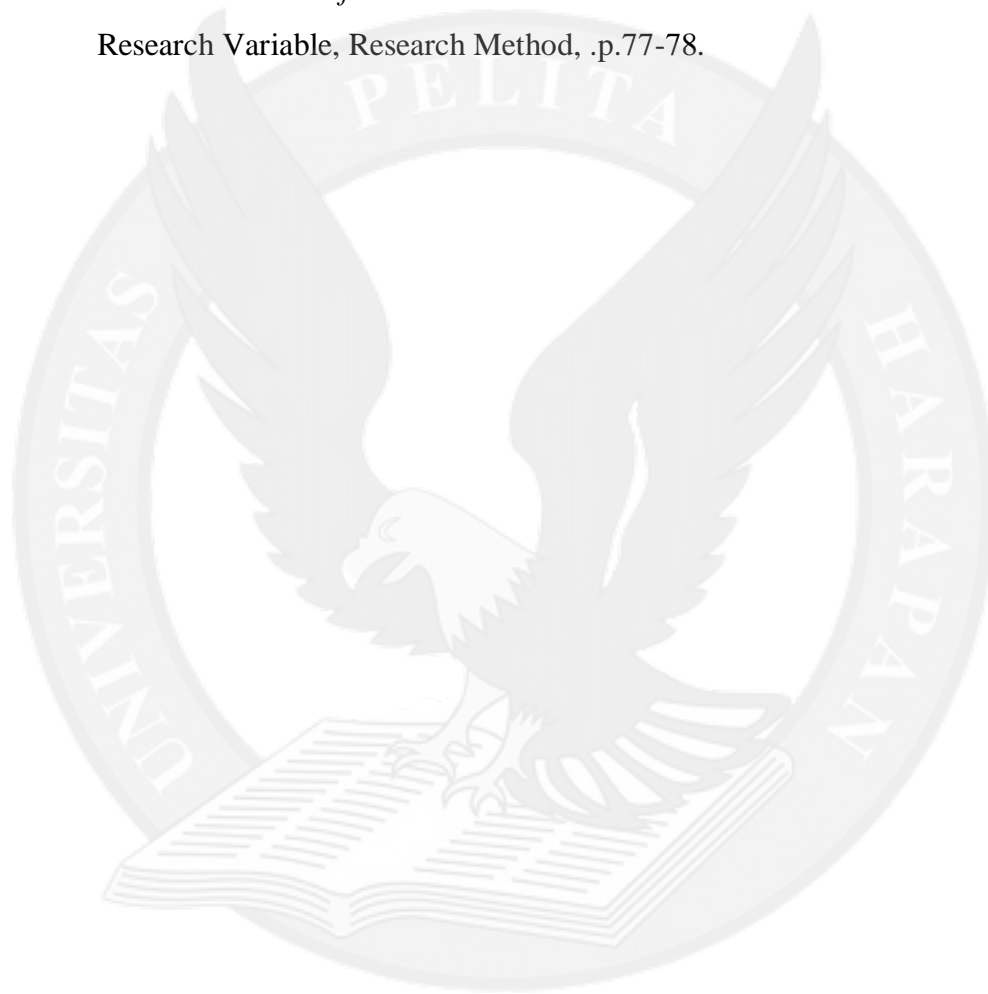 Research Variable, Research Method, .p.77-78.
UNIVERSITAS PELITA HARAPAN